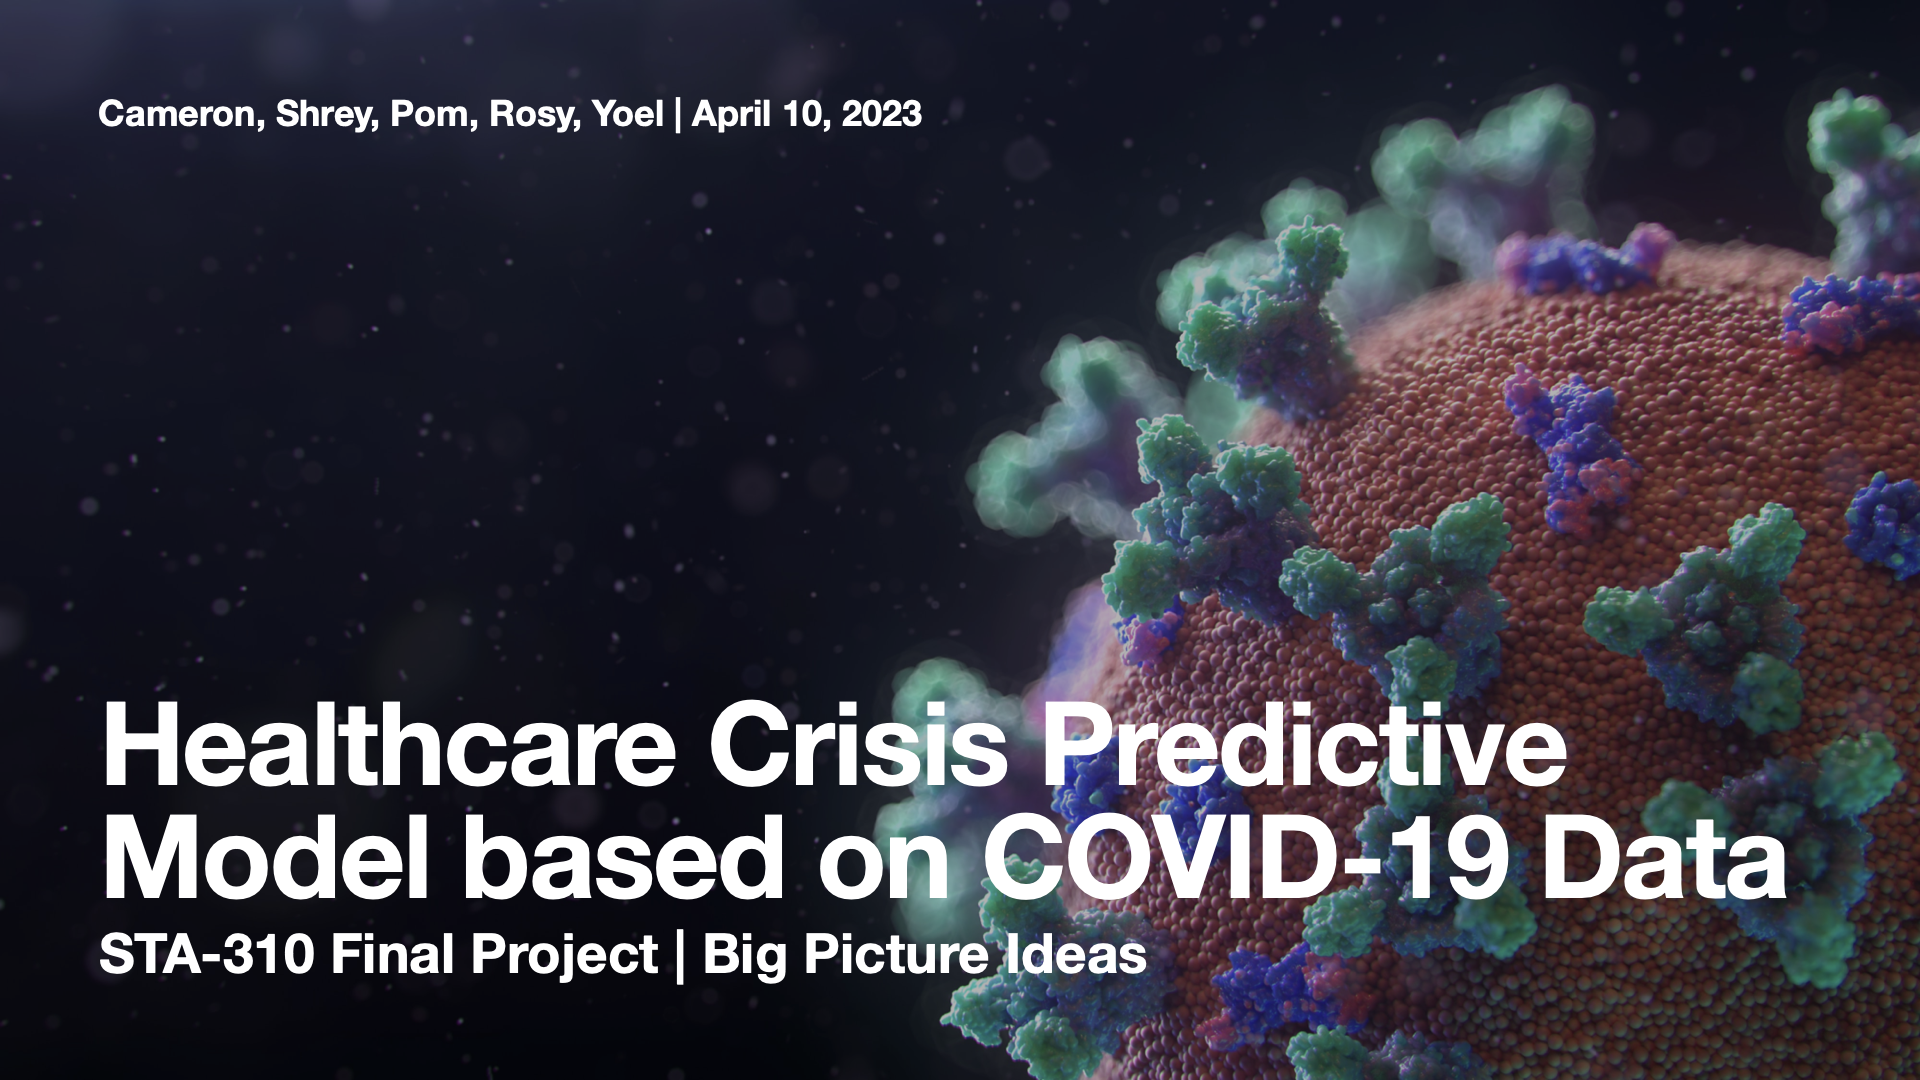 Cameron, Shrey, Pom, Rosy, Yoel | April 10, 2023
Healthcare Crisis Predictive
Model based on COVID-19 Data
STA-310 Final Project | Big Picture Ideas